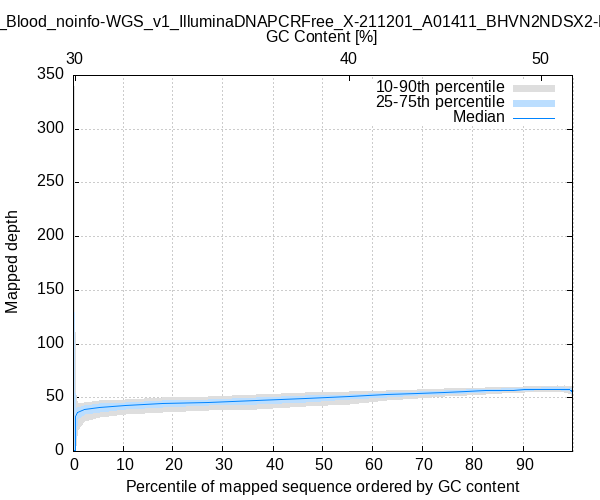 _Blood_noinfo-WGS_v1_IlluminaDNAPCRFree_X-211201_A01411_BHVN2NDSX2-
GC Content [%]
30 40 50
350
300
250
200
150
100
50
0
Mapped depth
10-90th percentile
25-75th percentile
Median
0 10 20 30 40 50 60 70 80 90
Percentile of mapped sequence ordered by GC content